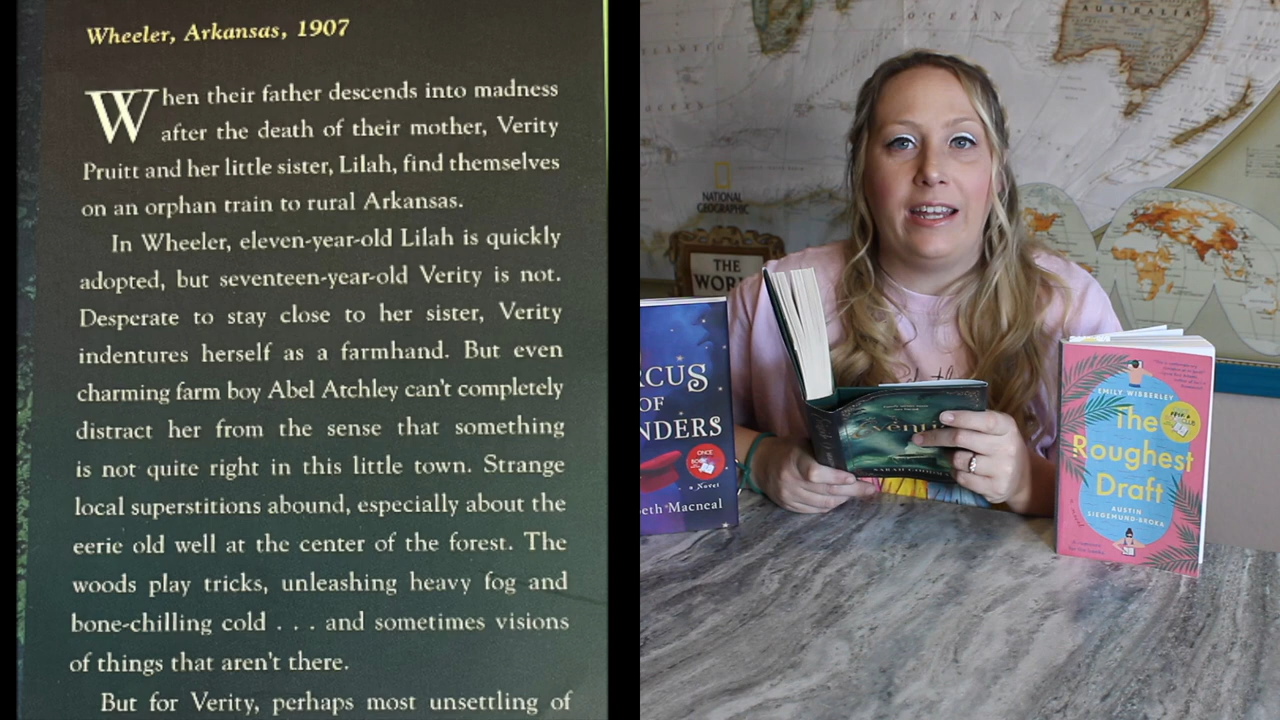 Wheeler, Arkansas, 1907
When their father descends into madness
after the death of their mother, Verity
Pruitt and her little sister, Lilah, find themselves
on an orphan train to rural Arkansas.
In Wheeler, eleven-year-old Lilah is quickly
adopted, but seventeen-year-old Verity is not.
Desperate to stay close to her sister, Verity
indentures herself as a farmhand. But even
charming farm boy Abel Atchley can't completely
distract her from the sense that something
is not quite right in this little town. Strange
local superstitions abound, especially about the
eerie old well at the center of the forest. The
woods play tricks, unleashing heavy fog and
bone-chilling cold . . . and sometimes visions
of things that aren't there.
But for Verity, perhaps most unsettling of
OCEAN
AUSTRALIA
NATIONAL
GEOGRAPHIC
THE
WORL
RCUS
OF
NDERS
ONCE
a Novel
beth Macneal
EMILY WIBBERLEY
The
Roughest
Draft
AUSTIN
SIEGEMUND-BROKA